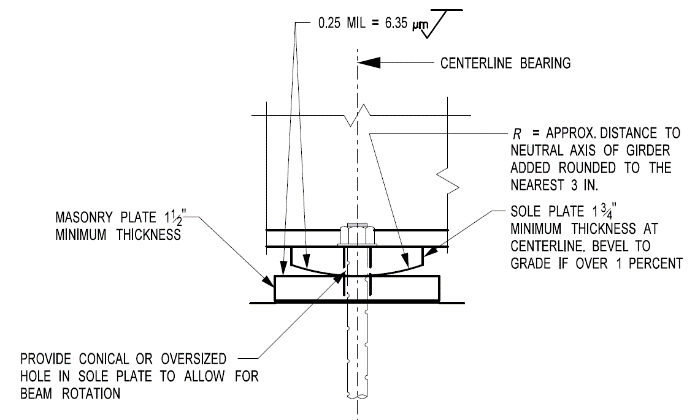 0.25 MIL = 6.35 µm
CENTERLINE BEARING
R = APPROX. DISTANCE TO
NEUTRAL AXIS OF GIRDER
ADDED ROUNDED TO THE
NEAREST 3 IN.
MASONRY PLATE 1½"
MINIMUM THICKNESS
SOLE PLATE 1¾"
MINIMUM THICKNESS AT
CENTERLINE. BEVEL TO
GRADE IF OVER 1 PERCENT
PROVIDE CONICAL OR OVERSIZED
HOLE IN SOLE PLATE TO ALLOW FOR
BEAM ROTATION